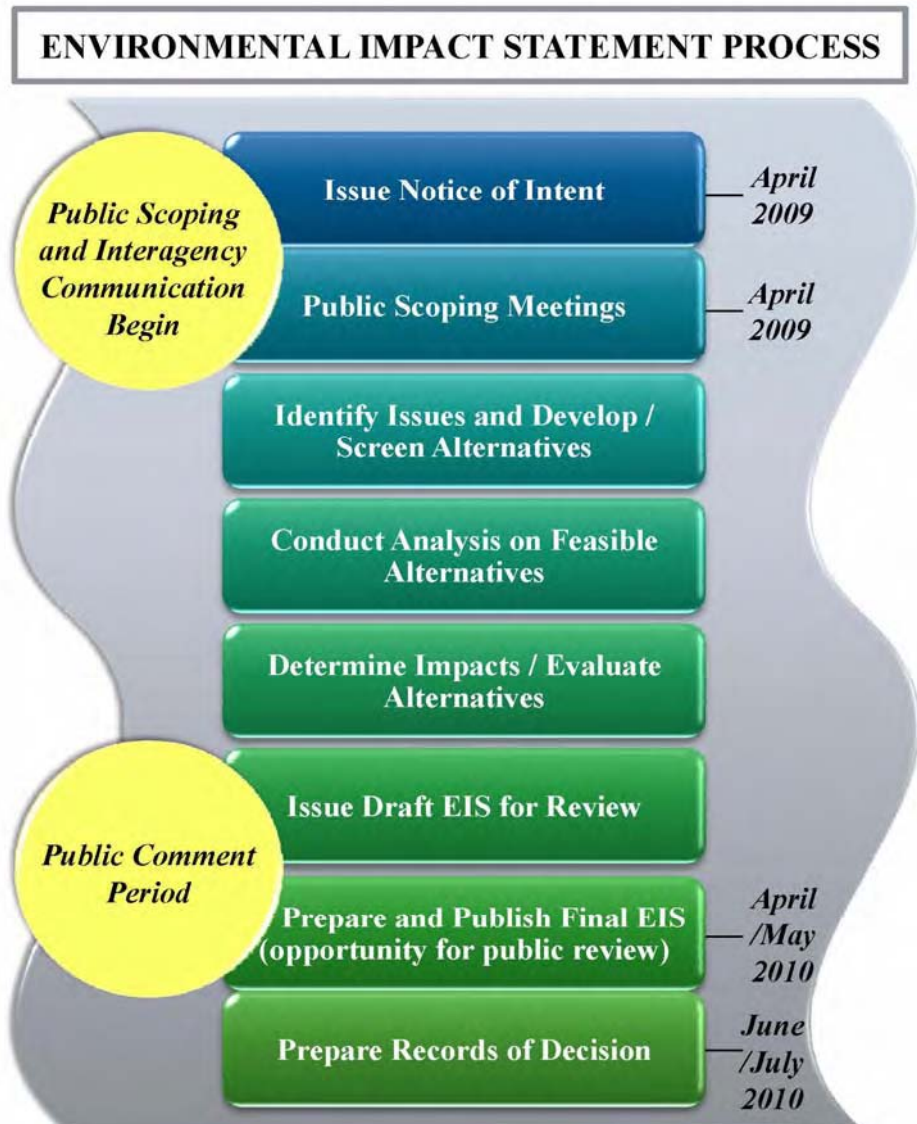 ENVIRONMENTAL IMPACT STATEMENT PROCESS
Public Scoping
and Interagency
Communication
Begin
Issue Notice of Intent
April
2009
Public Scoping Meetings
April
2009
Identify Issues and Develop /
Screen Alternatives
Conduct Analysis on Feasible
Alternatives
Determine Impacts / Evaluate
Alternatives
Issue Draft EIS for Review
Public Comment
Period
Prepare and Publish Final EIS
(opportunity for public review)
April
/May
2010
Prepare Records of Decision
June
/July
2010